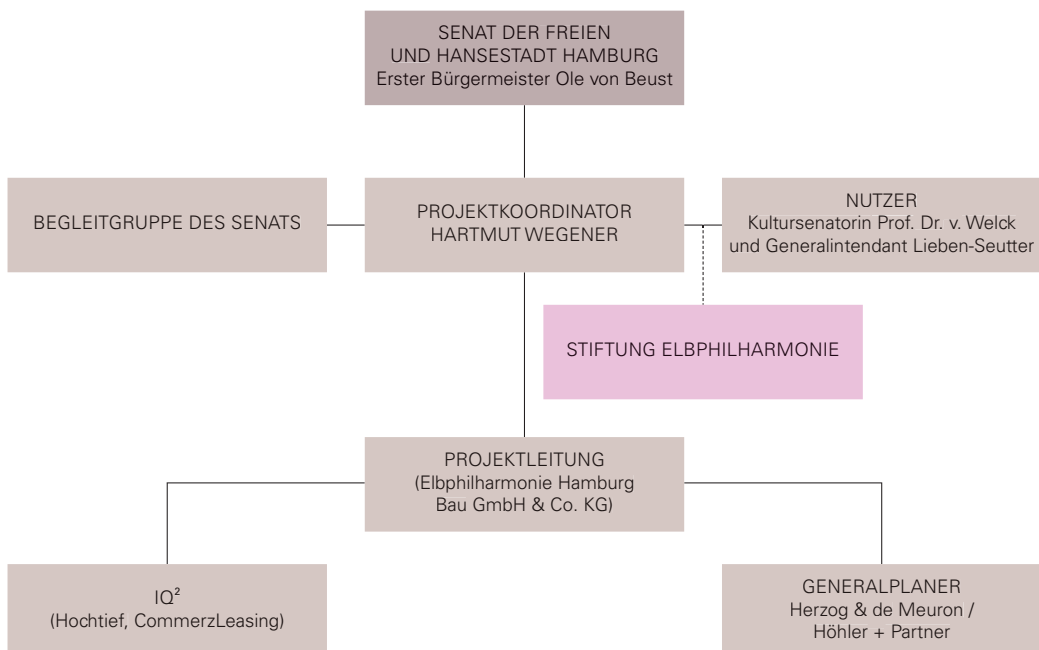 SENAT DER FREIEN
UND HANSESTADT HAMBURG
Erster Bürgermeister Ole von Beust
BEGLEITGRUPPE DES SENATS
PROJEKTKOORDINATOR
HARTMUT WEGENER
NUTZER
Kultursenatorin Prof. Dr. v. Welck
und Generalintendant Lieben-Seutter
STIFTUNG ELBPHILHARMONIE
PROJEKTLEITUNG
(Elbphilharmonie Hamburg
Bau GmbH & Co. KG)
IQ²
(Hochtief, CommerzLeasing)
GENERALPLANER
Herzog & de Meuron /
Höhler + Partner